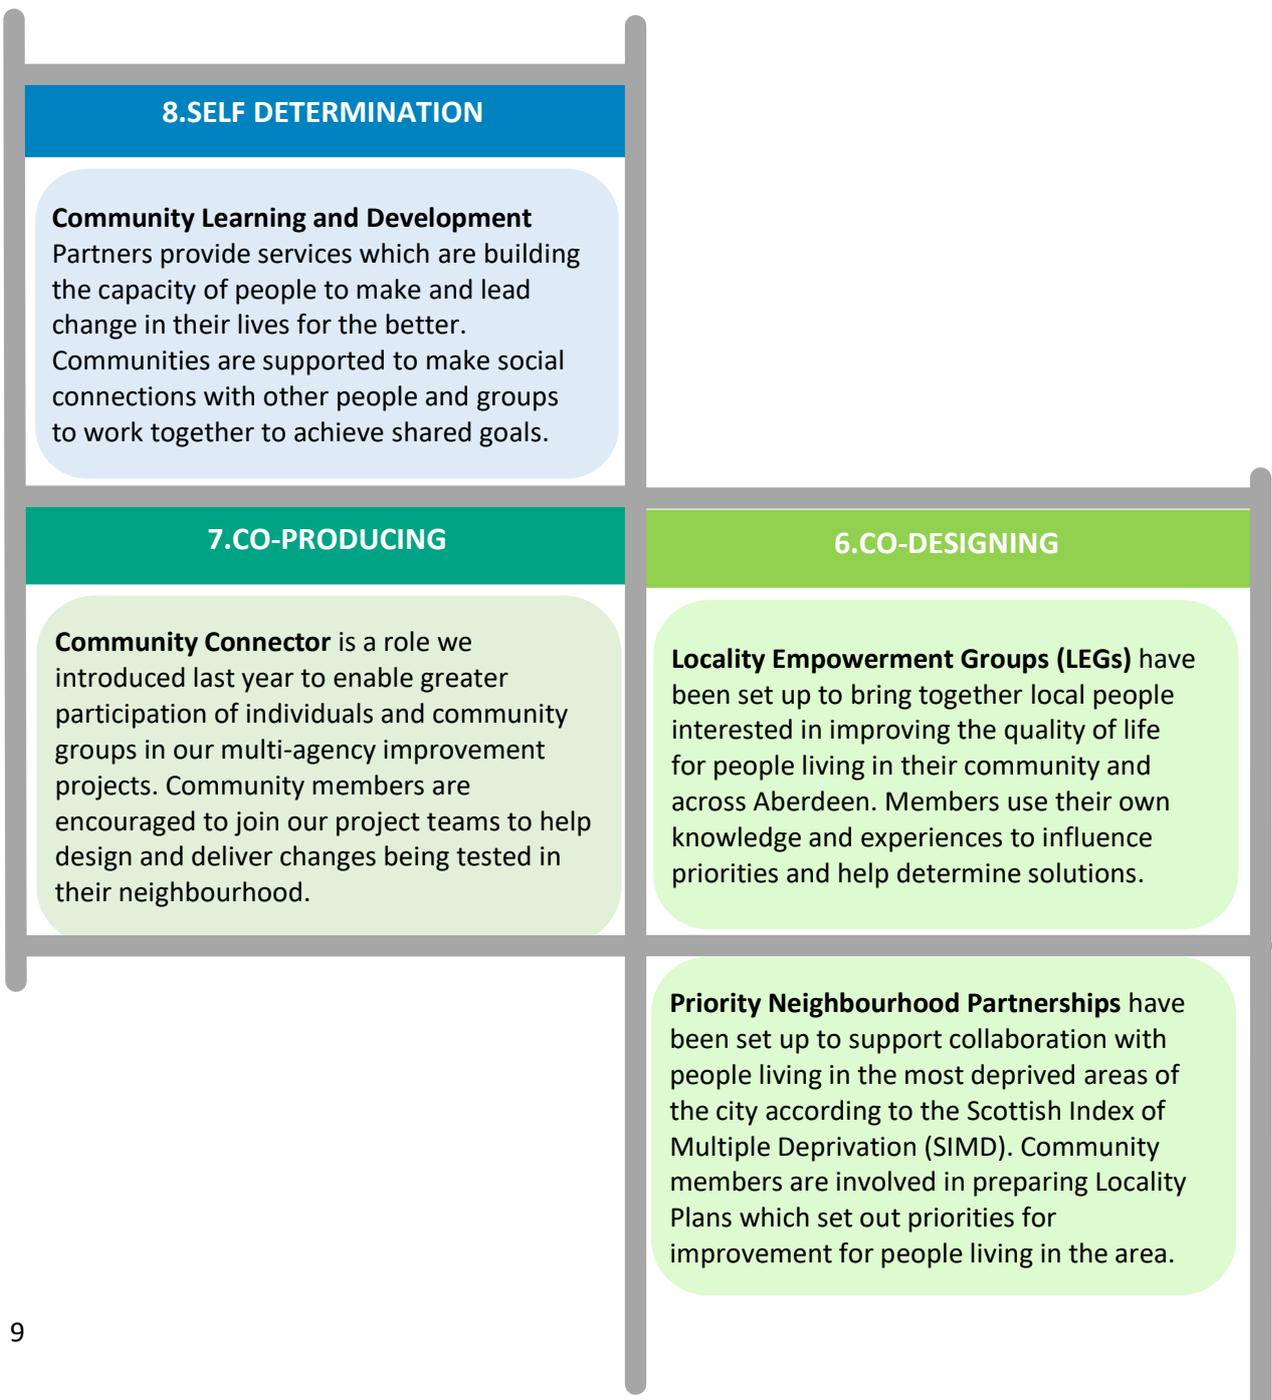 8.SELF DETERMINATION
Community Learning and Development
Partners provide services which are building
the capacity of people to make and lead
change in their lives for the better.
Communities are supported to make social
connections with other people and groups
to work together to achieve shared goals.
7.CO-PRODUCING
Community Connector is a role we
introduced last year to enable greater
participation of individuals and community
groups in our multi-agency improvement
projects. Community members are
encouraged to join our project teams to help
design and deliver changes being tested in
their neighbourhood.
6.CO-DESIGNING
Locality Empowerment Groups (LEGs) have
been set up to bring together local people
interested in improving the quality of life
for people living in their community and
across Aberdeen. Members use their own
knowledge and experiences to influence
priorities and help determine solutions.
Priority Neighbourhood Partnerships have
been set up to support collaboration with
people living in the most deprived areas of
the city according to the Scottish Index of
Multiple Deprivation (SIMD). Community
members are involved in preparing Locality
Plans which set out priorities for
improvement for people living in the area.
9